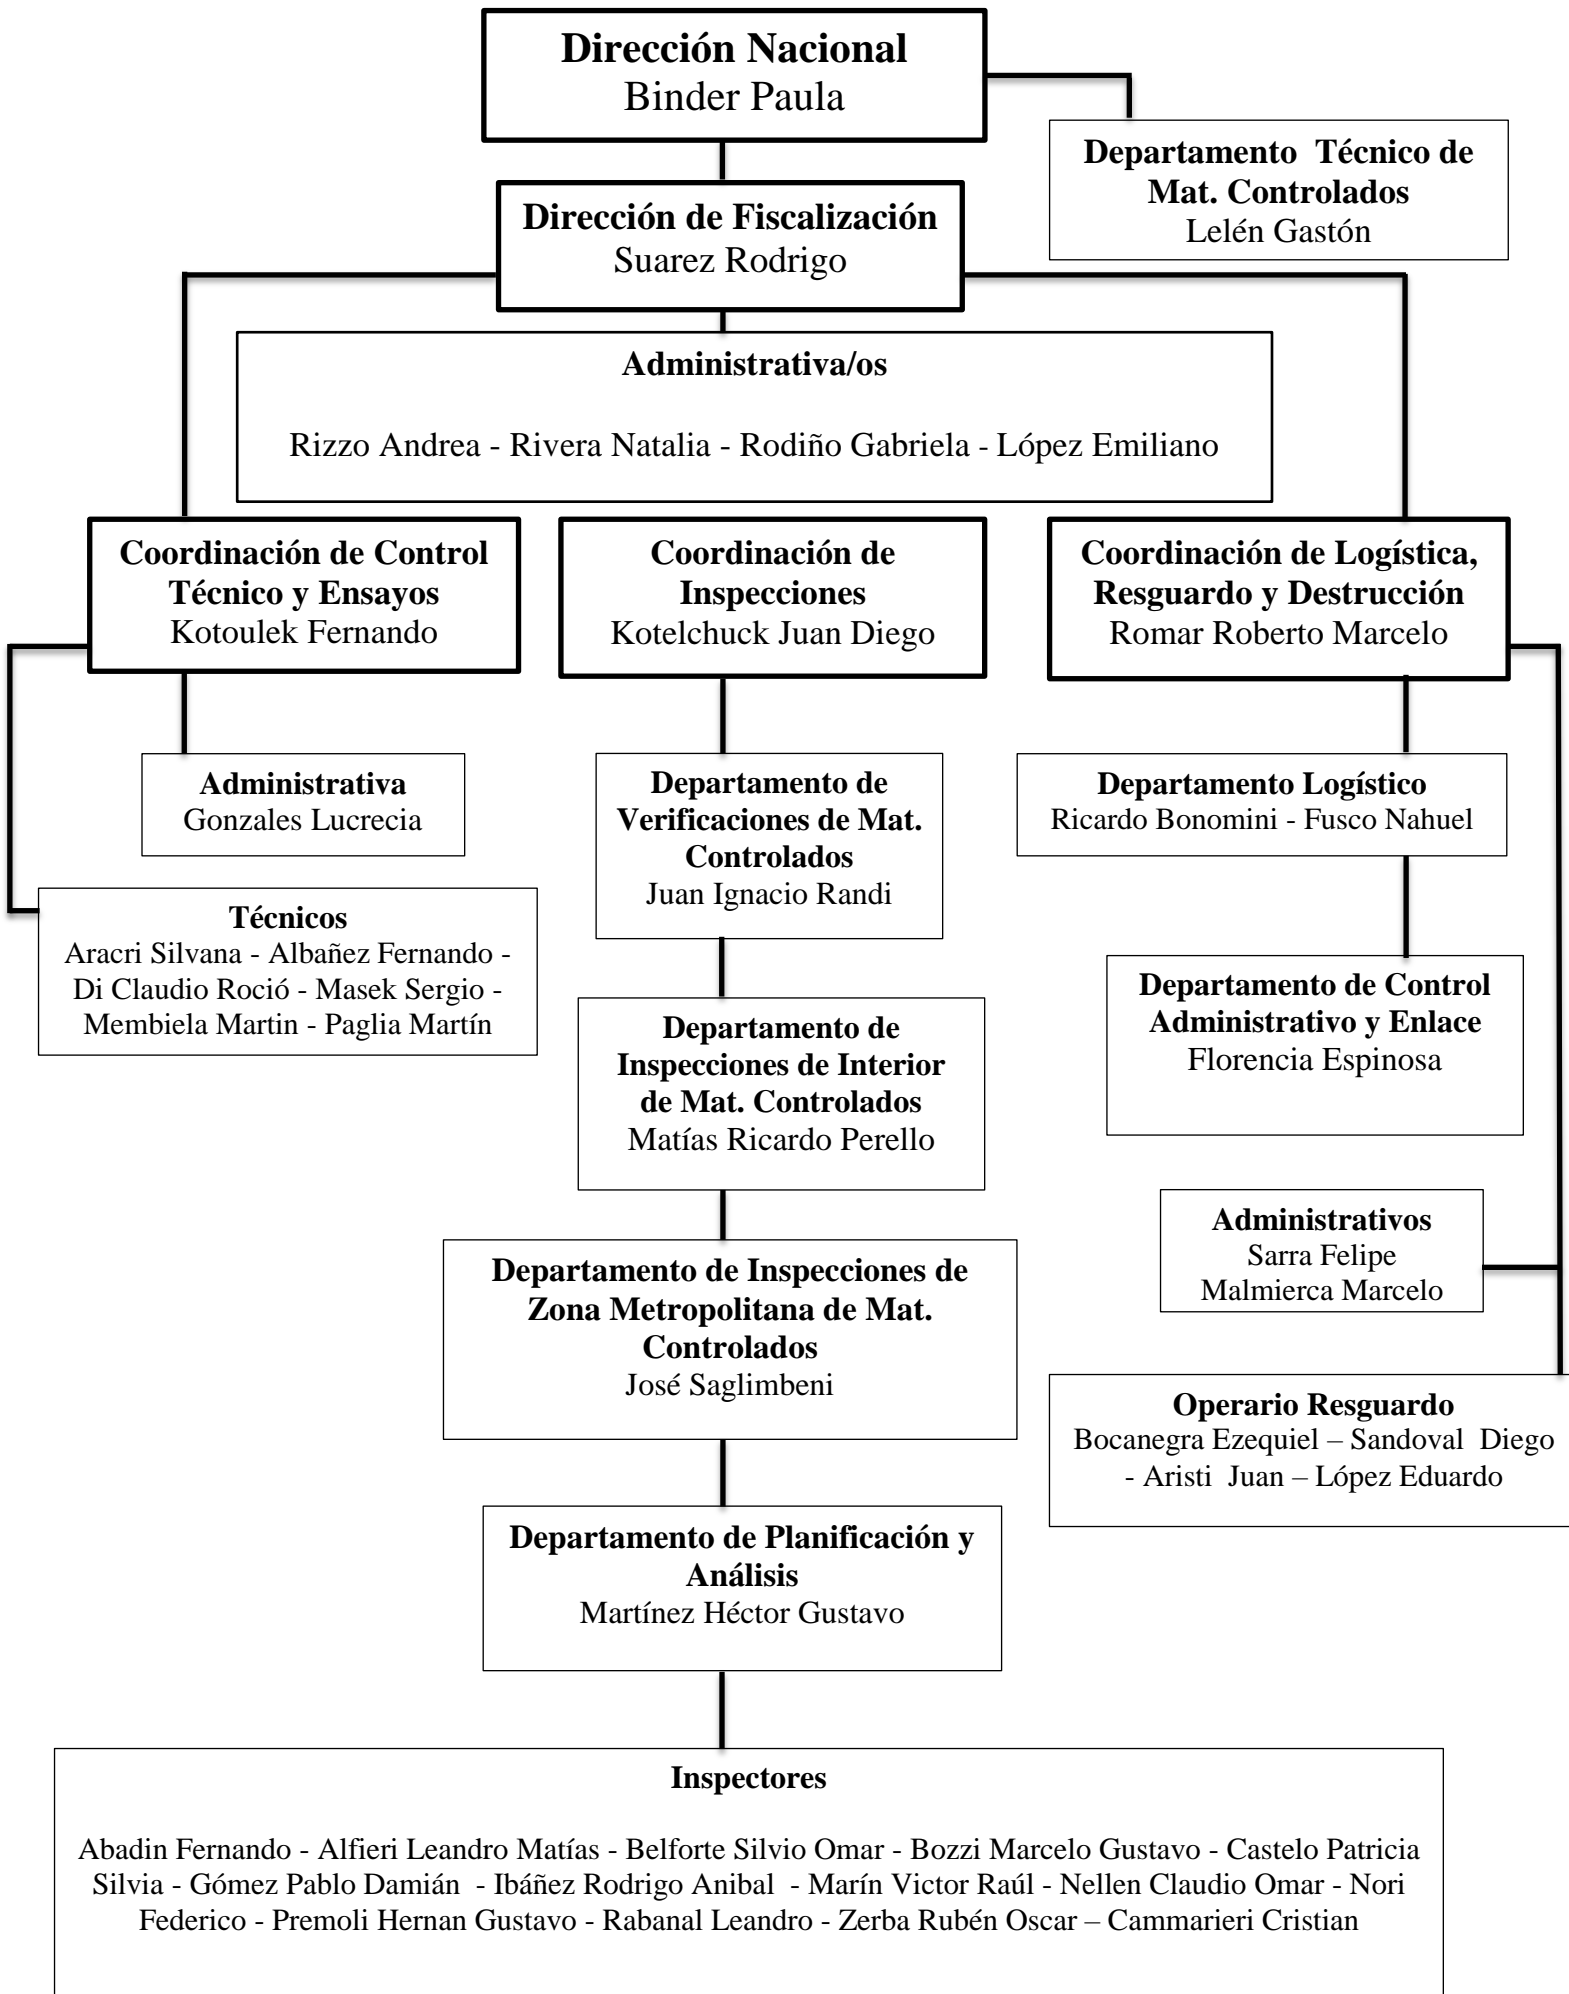 Dirección Nacional
Binder Paula
Departamento Técnico de
Mat. Controlados
Lelén Gastón
Dirección de Fiscalización
Suarez Rodrigo
Administrativa/os
Rizzo Andrea - Rivera Natalia - Rodiño Gabriela - López Emiliano
Coordinación de Control
Técnico y Ensayos
Kotoulek Fernando
Coordinación de
Inspecciones
Kotelchuck Juan Diego
Coordinación de Logística,
Resguardo y Destrucción
Romar Roberto Marcelo
Administrativa
Gonzales Lucrecia
Técnicos
Aracri Silvana - Albañez Fernando -
Di Claudio Roció - Masek Sergio -
Membiela Martin - Paglia Martín
Departamento de
Verificaciones de Mat.
Controlados
Juan Ignacio Randi
Departamento de
Inspecciones de Interior
de Mat. Controlados
Matías Ricardo Perello
Departamento de Inspecciones de
Zona Metropolitana de Mat.
Controlados
José Saglimbeni
Departamento de Planificación y
Análisis
Martínez Héctor Gustavo
Departamento Logístico
Ricardo Bonomini - Fusco Nahuel
Departamento de Control
Administrativo y Enlace
Florencia Espinosa
Administrativos
Sarra Felipe
Malmierca Marcelo
Operario Resguardo
Bocanegra Ezequiel – Sandoval Diego
- Aristi Juan – López Eduardo
Inspectores
Abadin Fernando - Alfieri Leandro Matías - Belforte Silvio Omar - Bozzi Marcelo Gustavo - Castelo Patricia
Silvia - Gómez Pablo Damián - Ibáñez Rodrigo Anibal - Marín Victor Raúl - Nellen Claudio Omar - Nori
Federico - Premoli Hernan Gustavo - Rabanal Leandro - Zerba Rubén Oscar – Cammarieri Cristian